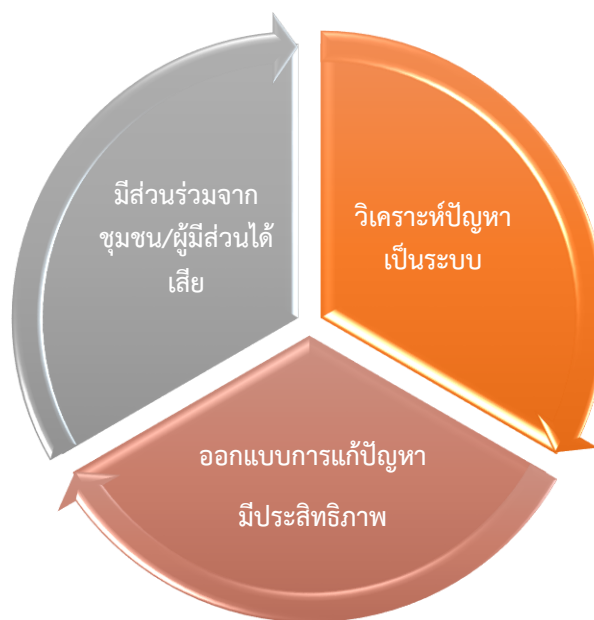 มีส่วนร่วมจาก
ชุมชน/ผู้มีส่วนได้
เสีย
วิเคราะห์ปัญหา
เป็นระบบ
ออกแบบการแก้ปัญหา
มีประสิทธิภาพ